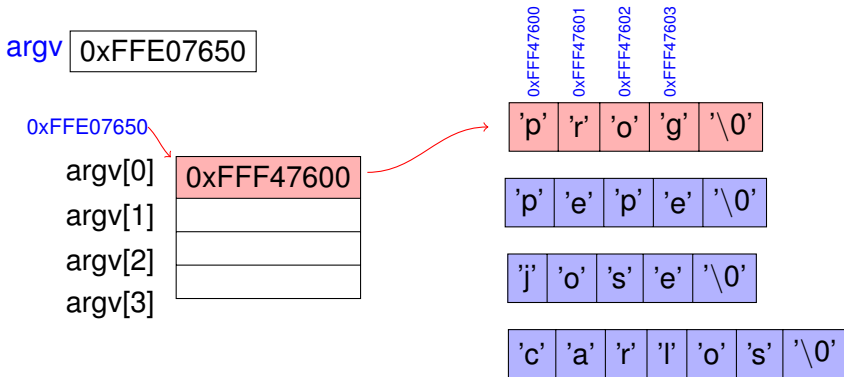 argv 0xFFE07650
0xFFE07650
argv[0] 0xFFF47600
argv[1]
argv[2]
argv[3]
0xFFF47600 0xFFF47601 0xFFF47602 0xFFF47603
'p' 'r' 'o' 'g' '\0'
'p' 'e' 'p' 'e' '\0'
'j' 'o' 's' 'e' '\0'
'c' 'a' 'r' 'l' 'o' 's' '\0'